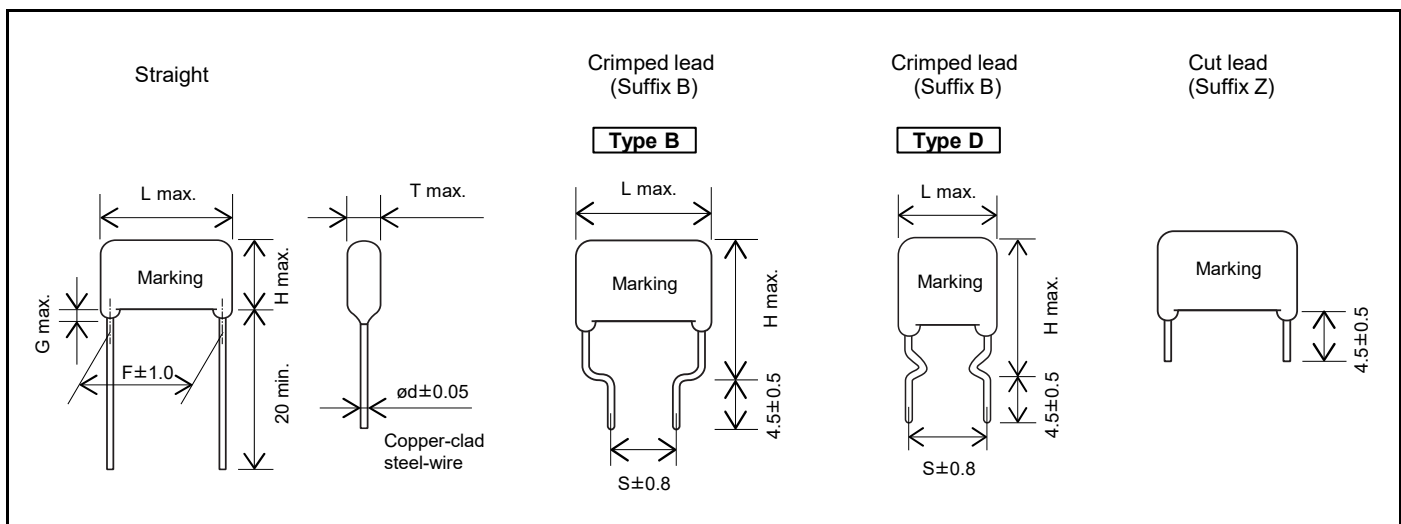 Straight
Crimped lead
(Suffix B)
Crimped lead
(Suffix B)
Cut lead
(Suffix Z)
Type B
Type D
L max.
T max.
L max.
L max.
Marking
H max.
G max.
F±1.0
20 min.
ød±0.05
Copper-clad
steel-wire
Marking
H max.
4.5±0.5
S±0.8
Marking
H max.
4.5±0.5
S±0.8
Marking
4.5±0.5